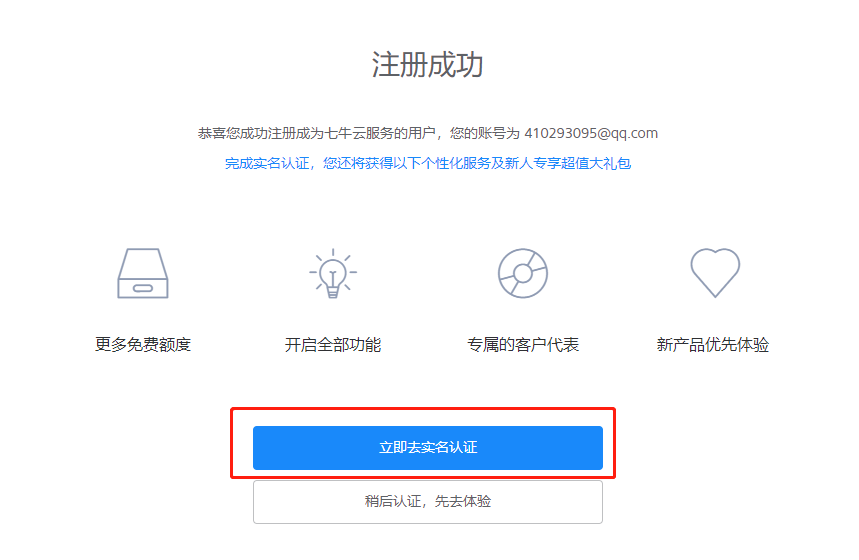 注册成功
恭喜您成功注册成为七牛云服务的用户，您的账号为 410293095@qq.com
完成实名认证，您还将获得以下个性化服务及新人专享超值大礼包
更多免费额度
开启全部功能
专属的客户代表
新产品优先体验
立即去实名认证
稍后认证，先去体验